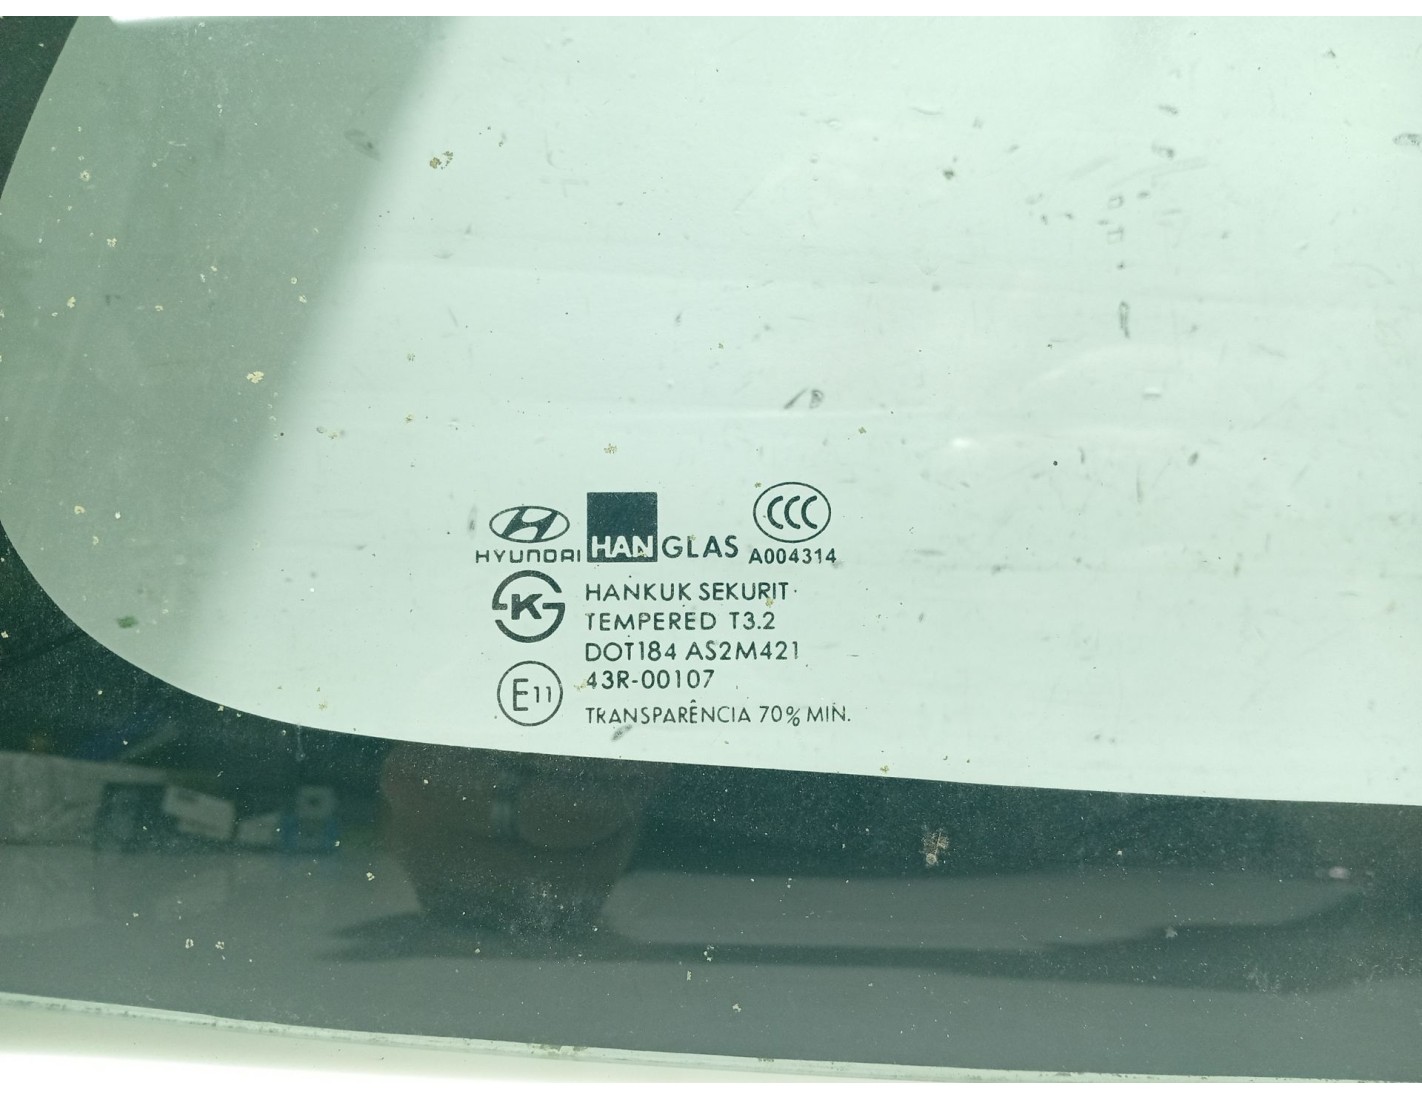 HYUNDAI HANGLAS CCC
A004314
K
HANKUK SEKURIT
TEMPERED T3.2
DOT184 AS2M421
E11 43R-00107
TRANSPARÊNCIA 70% MIN.